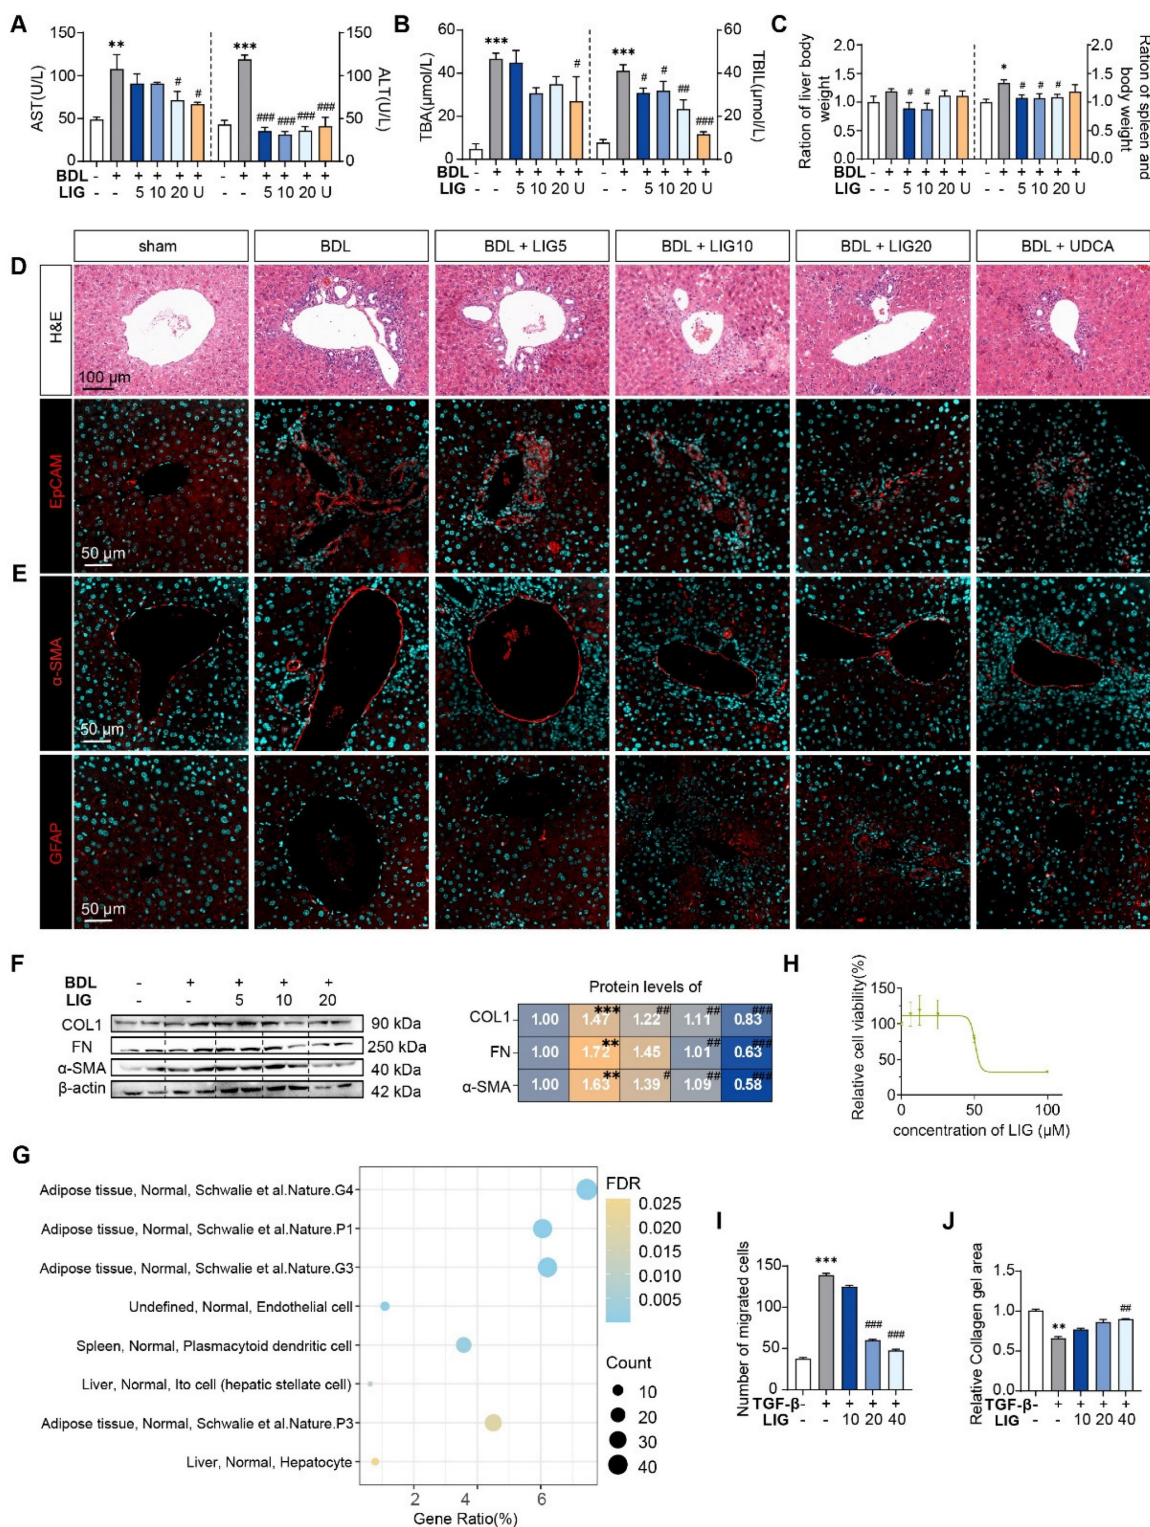 A
B
C
AST(U/L)
150
100
50
0
**
#
#
***
###
###
###
###
150
100
50
0
ALT(U/L)
BDL - + + + + + - + + + + +
LIG - - 5 10 20 U - - 5 10 20 U
TBA(μmol/L)
60
40
20
0
***
#
***
#
#
##
###
60
40
20
0
TBIL(μmol/L)
BDL - + + + + + - + + + + +
LIG - - 5 10 20 U - - 5 10 20 U
Ration of liver body
weight
2.0
1.5
1.0
0.5
0.0
#
#
*
#
#
#
2.0
1.5
1.0
0.5
0.0
Ration of spleen and
body weight
BDL - + + + + + - + + + + +
LIG - - 5 10 20 U - - 5 10 20 U
sham
BDL
BDL + LIG5
BDL + LIG10
BDL + LIG20
BDL + UDCA
D
H&E
100 μm
EpCAM
50 μm
E
α-SMA
50 μm
GFAP
50 μm
F
BDL - + + + +
LIG - - 5 10 20
COL1 90 kDa
FN 250 kDa
α-SMA 40 kDa
β-actin 42 kDa
Protein levels of
COL1 1.00 1.47*** 1.22## 1.11## 0.83###
FN 1.00 1.72** 1.45 1.01## 0.63###
α-SMA 1.00 1.63** 1.39# 1.09## 0.58###
H
Relative cell viability(%)
150
100
50
0
0 50 100
concentration of LIG (μM)
G
Adipose tissue, Normal, Schwalie et al.Nature.G4
Adipose tissue, Normal, Schwalie et al.Nature.P1
Adipose tissue, Normal, Schwalie et al.Nature.G3
Undefined, Normal, Endothelial cell
Spleen, Normal, Plasmacytoid dendritic cell
Liver, Normal, Ito cell (hepatic stellate cell)
Adipose tissue, Normal, Schwalie et al.Nature.P3
Liver, Normal, Hepatocyte
2 4 6
Gene Ratio(%)
FDR
0.025
0.020
0.015
0.010
0.005
Count
10
20
30
40
I
Number of migrated cells
150
100
50
0
***
###
###
TGF-β- + + + +
LIG - - 10 20 40
J
Relative Collagen gel area
1.5
1.0
0.5
0.0
**
##
TGF-β- + + + +
LIG - - 10 20 40